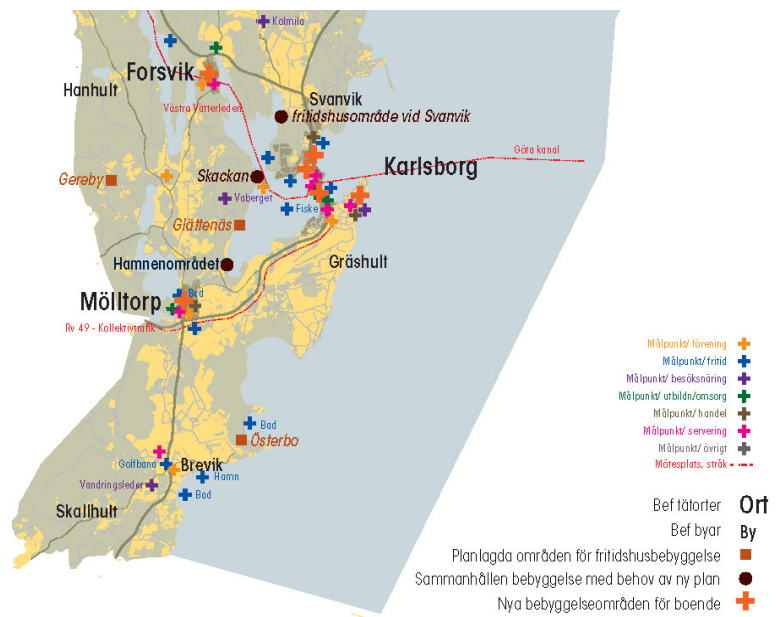 Kolmila
Forsvik
Hanhult
Västra Vätterleden
Svanvik
fritidshusområde vid Svanvik
Göta kanal
Karlsborg
Gereby
Skackan
Vaberget
Fiske
Glättenäs
Hamnenområdet
Gräshult
Bad
Mölltorp
Rv 49 - Kollektivtrafik
Målpunkt/ förening
Målpunkt/ fritid
Målpunkt/ besöksnäring
Målpunkt/ utbildn/omsorg
Målpunkt/ handel
Målpunkt/ servering
Målpunkt/ övrigt
Mötesplats, stråk
Bad
Österbo
Golfbana
Brevik
Hamn
Vandringsleder
Bad
Skallhult
Bef tätorter Ort
Bef byar By
Planlagda områden för fritidshusbebyggelse
Sammanhållen bebyggelse med behov av ny plan
Nya bebyggelseområden för boende